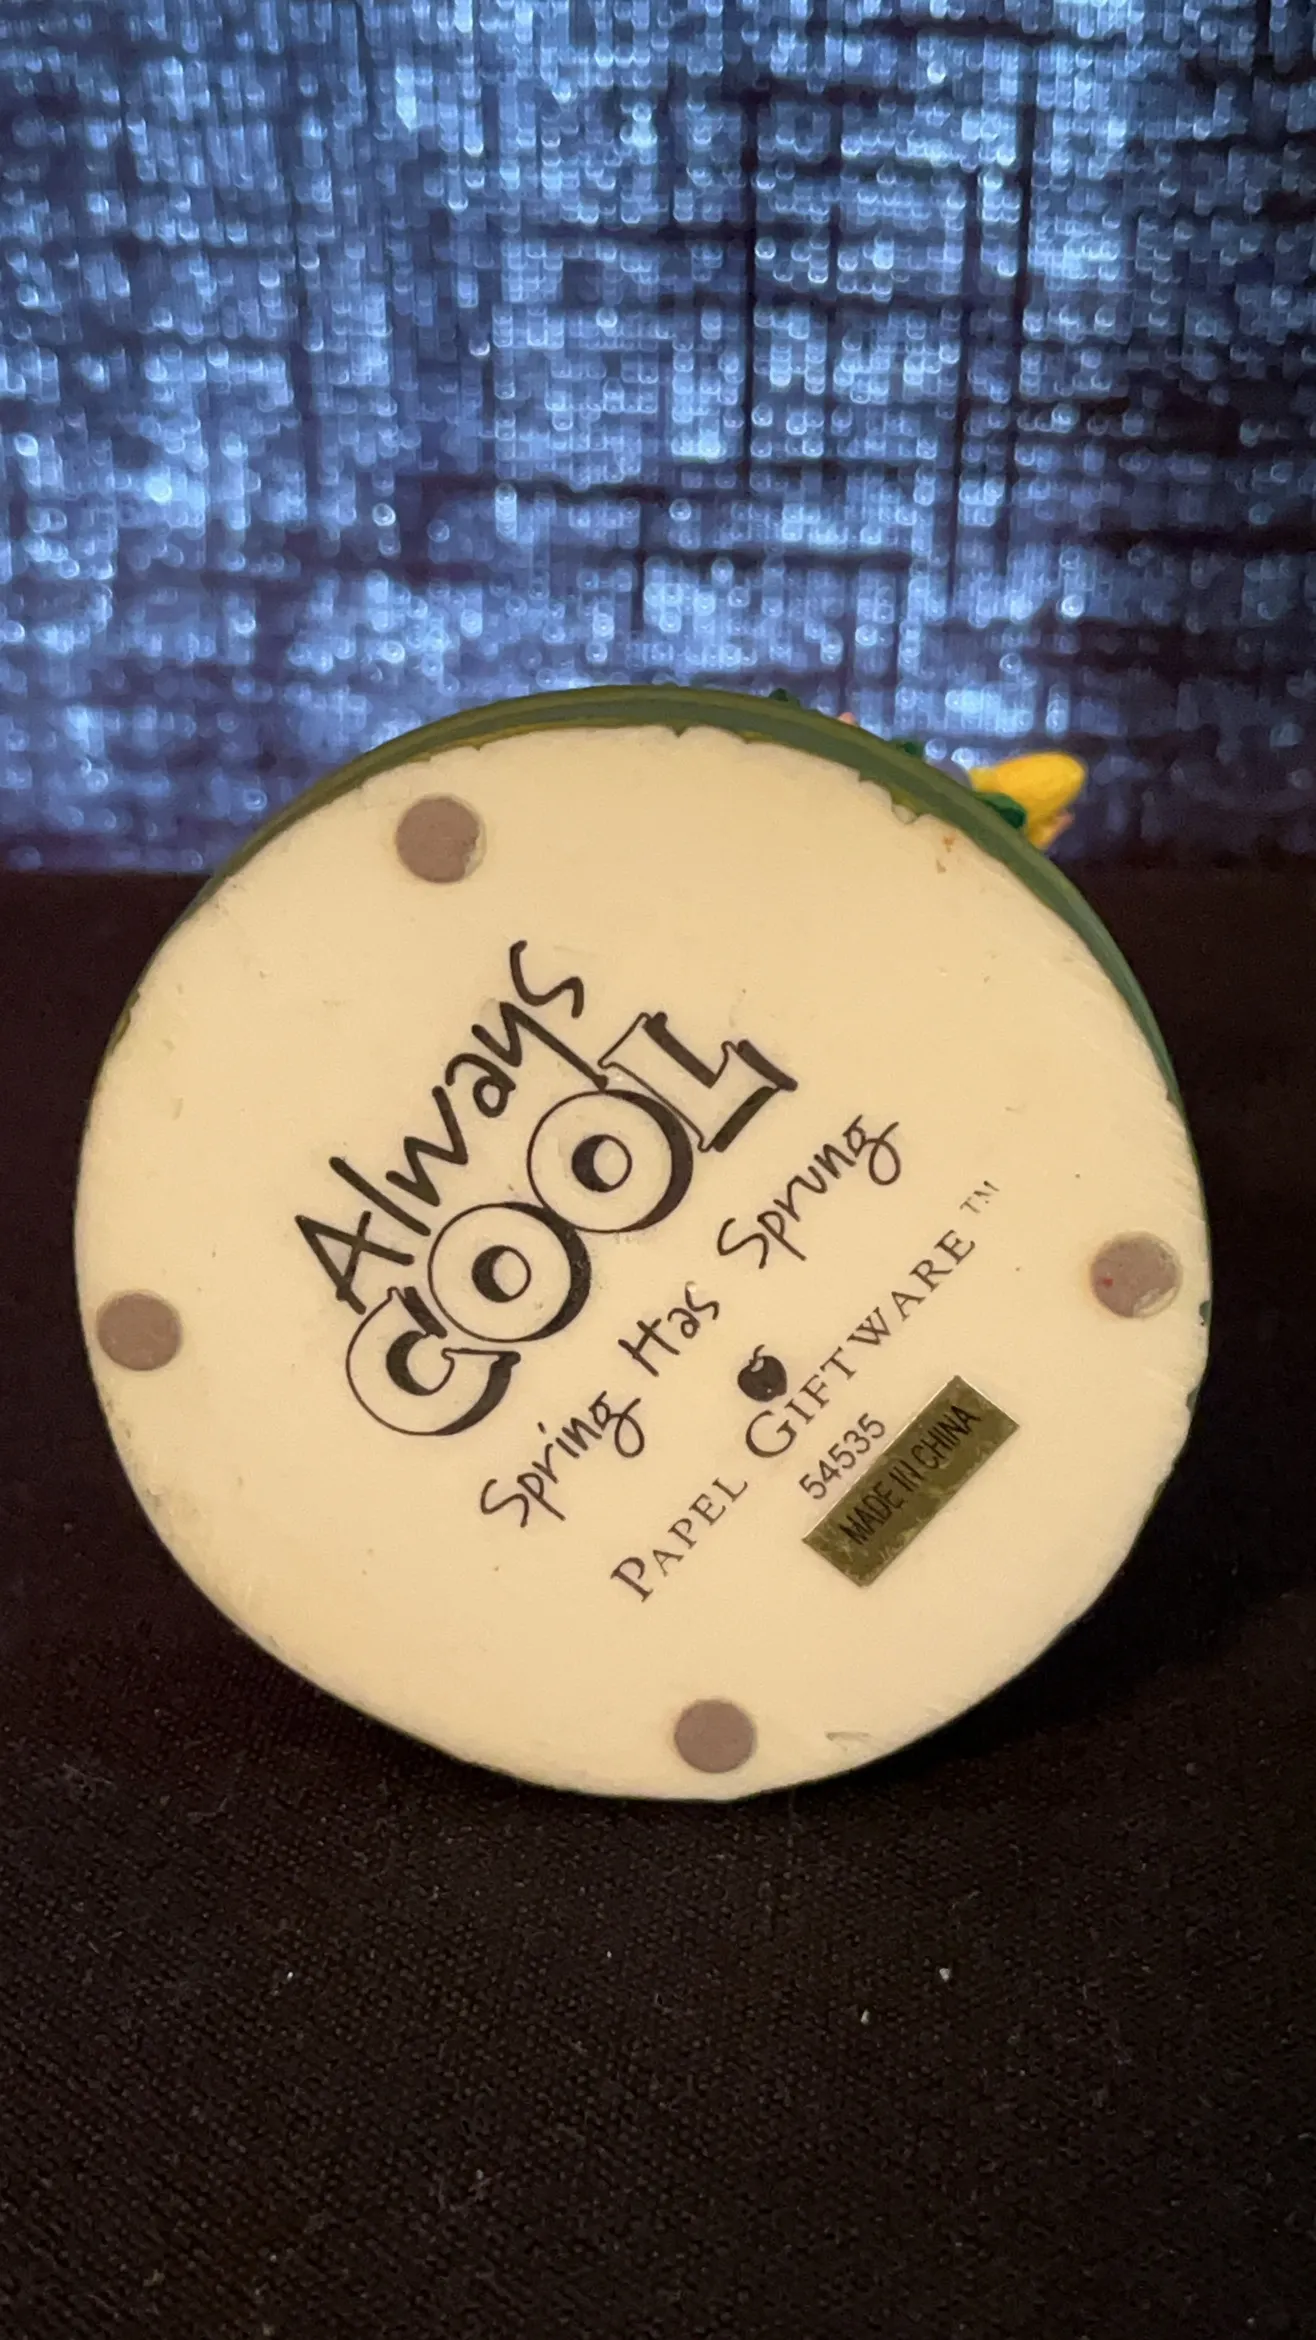 Always
COOL
Spring Has Sprung
PAPEL GIFTWARE™
54535
MADE IN CHINA